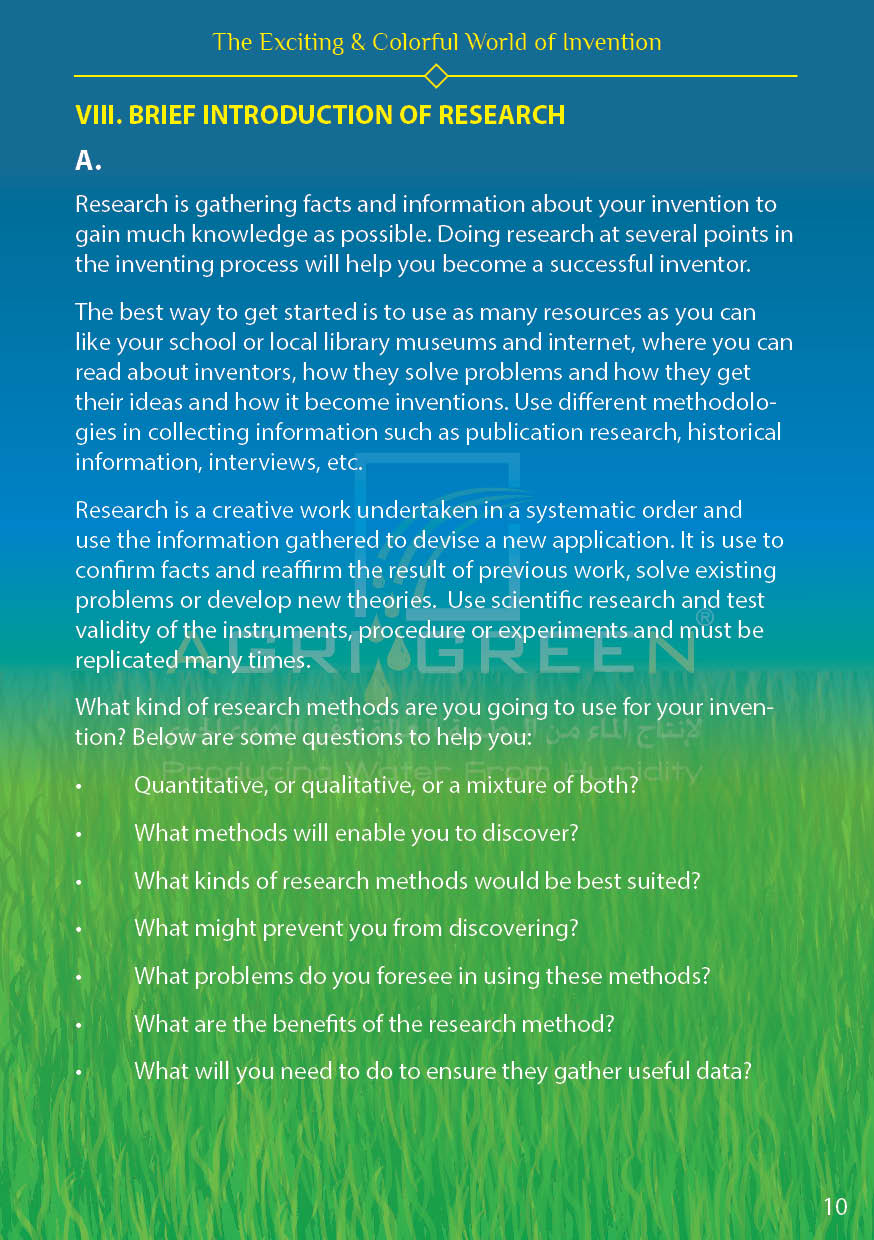 The Exciting & Colorful World of Invention
VIII. BRIEF INTRODUCTION OF RESEARCH
A.
Research is gathering facts and information about your invention to
gain much knowledge as possible. Doing research at several points in
the inventing process will help you become a successful inventor.
The best way to get started is to use as many resources as you can
like your school or local library museums and internet, where you can
read about inventors, how they solve problems and how they get
their ideas and how it become inventions. Use different methodolo-
gies in collecting information such as publication research, historical
information, interviews, etc.
Research is a creative work undertaken in a systematic order and
use the information gathered to devise a new application. It is use to
confirm facts and reaffirm the result of previous work, solve existing
problems or develop new theories.  Use scientific research and test
validity of the instruments, procedure or experiments and must be
replicated many times.
AGRI GREEN®
What kind of research methods are you going to use for your inven-
tion? Below are some questions to help you:
لإنتاج الماء من
Producing Water From Humidity
• Quantitative, or qualitative, or a mixture of both?
• What methods will enable you to discover?
• What kinds of research methods would be best suited?
• What might prevent you from discovering?
• What problems do you foresee in using these methods?
• What are the benefits of the research method?
• What will you need to do to ensure they gather useful data?
10